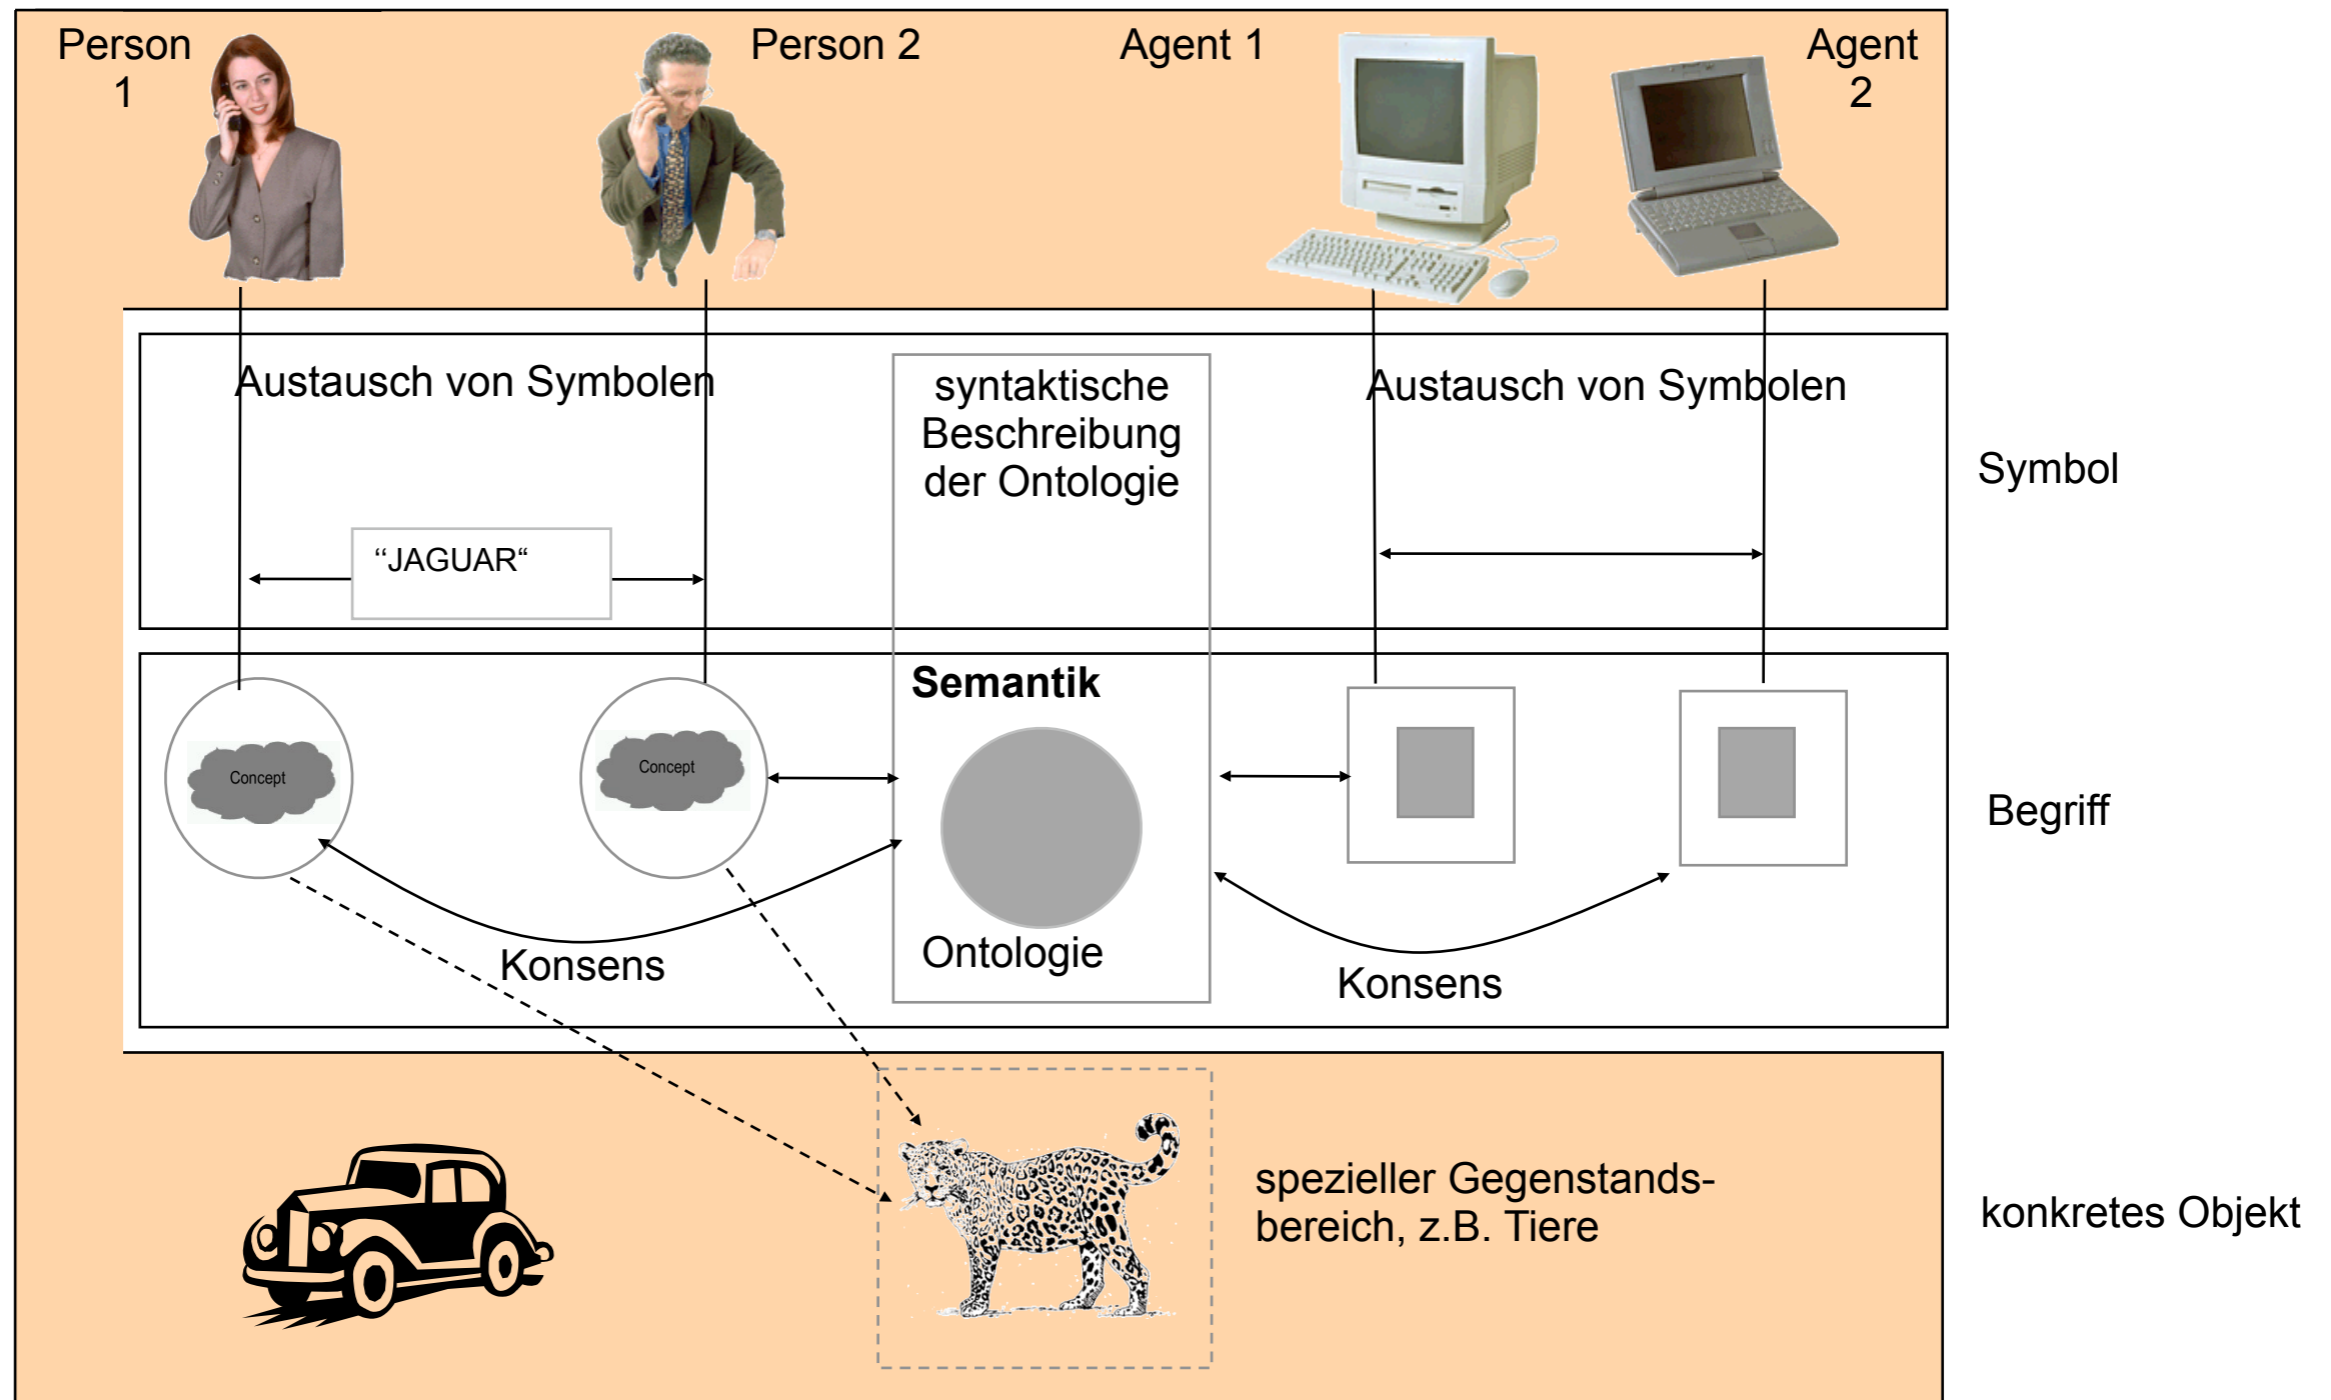 Person
1
Person 2
Agent 1
Agent
2
Austausch von Symbolen
syntaktische
Beschreibung
der Ontologie
Austausch von Symbolen
Symbol
“JAGUAR“
Semantik
Concept
Concept
Begriff
Ontologie
Konsens
Konsens
spezieller Gegenstands-
bereich, z.B. Tiere
konkretes Objekt